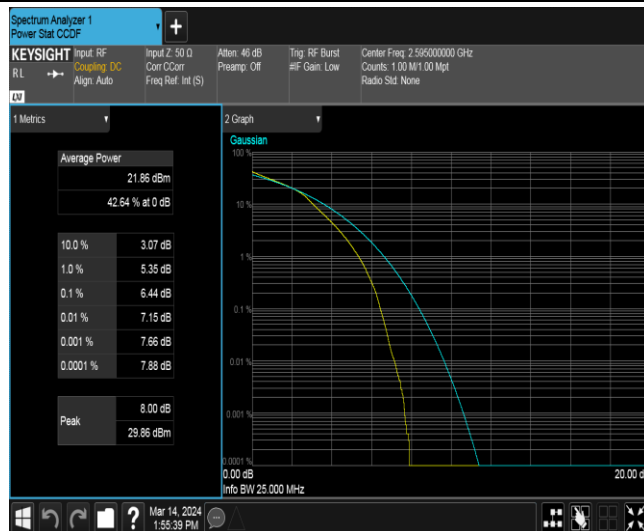 Spectrum Analyzer 1
Power Stat CCDF
+
KEYSIGHT
RL
Input: RF
Coupling: DC
Align: Auto
Input Z: 50 Ω
Corr CCorr
Freq Ref: Int (S)
Atten: 46 dB
Preamp: Off
Trig: RF Burst
#IF Gain: Low
Center Freq: 2.595000000 GHz
Counts: 1.00 M/1.00 Mpt
Radio Std: None
LXI
1 Metrics
Average Power
21.86 dBm
42.64 % at 0 dB
10.0 % 3.07 dB
1.0 % 5.35 dB
0.1 % 6.44 dB
0.01 % 7.15 dB
0.001 % 7.66 dB
0.0001 % 7.88 dB
Peak
8.00 dB
29.86 dBm
2 Graph
Gaussian
100 %
10 %
1 %
0.1 %
0.01 %
0.001 %
0.0001 %
0.00 dB
20.00 d
Info BW 25.000 MHz
?
Mar 14, 2024
1:55:39 PM